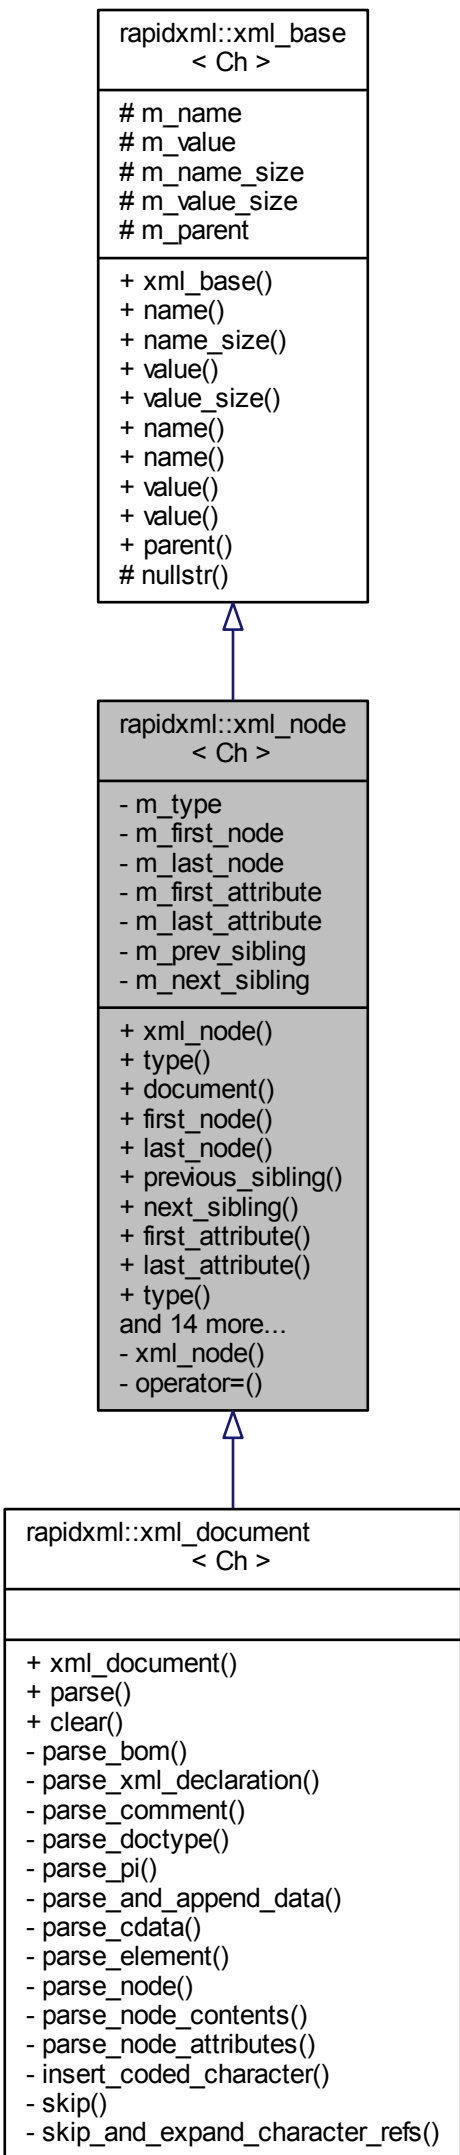 rapidxml::xml_base
< Ch >
# m_name
# m_value
# m_name_size
# m_value_size
# m_parent
+ xml_base()
+ name()
+ name_size()
+ value()
+ value_size()
+ name()
+ name()
+ value()
+ value()
+ parent()
# nullstr()
rapidxml::xml_node
< Ch >
- m_type
- m_first_node
- m_last_node
- m_first_attribute
- m_last_attribute
- m_prev_sibling
- m_next_sibling
+ xml_node()
+ type()
+ document()
+ first_node()
+ last_node()
+ previous_sibling()
+ next_sibling()
+ first_attribute()
+ last_attribute()
+ type()
and 14 more...
- xml_node()
- operator=()
rapidxml::xml_document
< Ch >
+ xml_document()
+ parse()
+ clear()
- parse_bom()
- parse_xml_declaration()
- parse_comment()
- parse_doctype()
- parse_pi()
- parse_and_append_data()
- parse_cdata()
- parse_element()
- parse_node()
- parse_node_contents()
- parse_node_attributes()
- insert_coded_character()
- skip()
- skip_and_expand_character_refs()